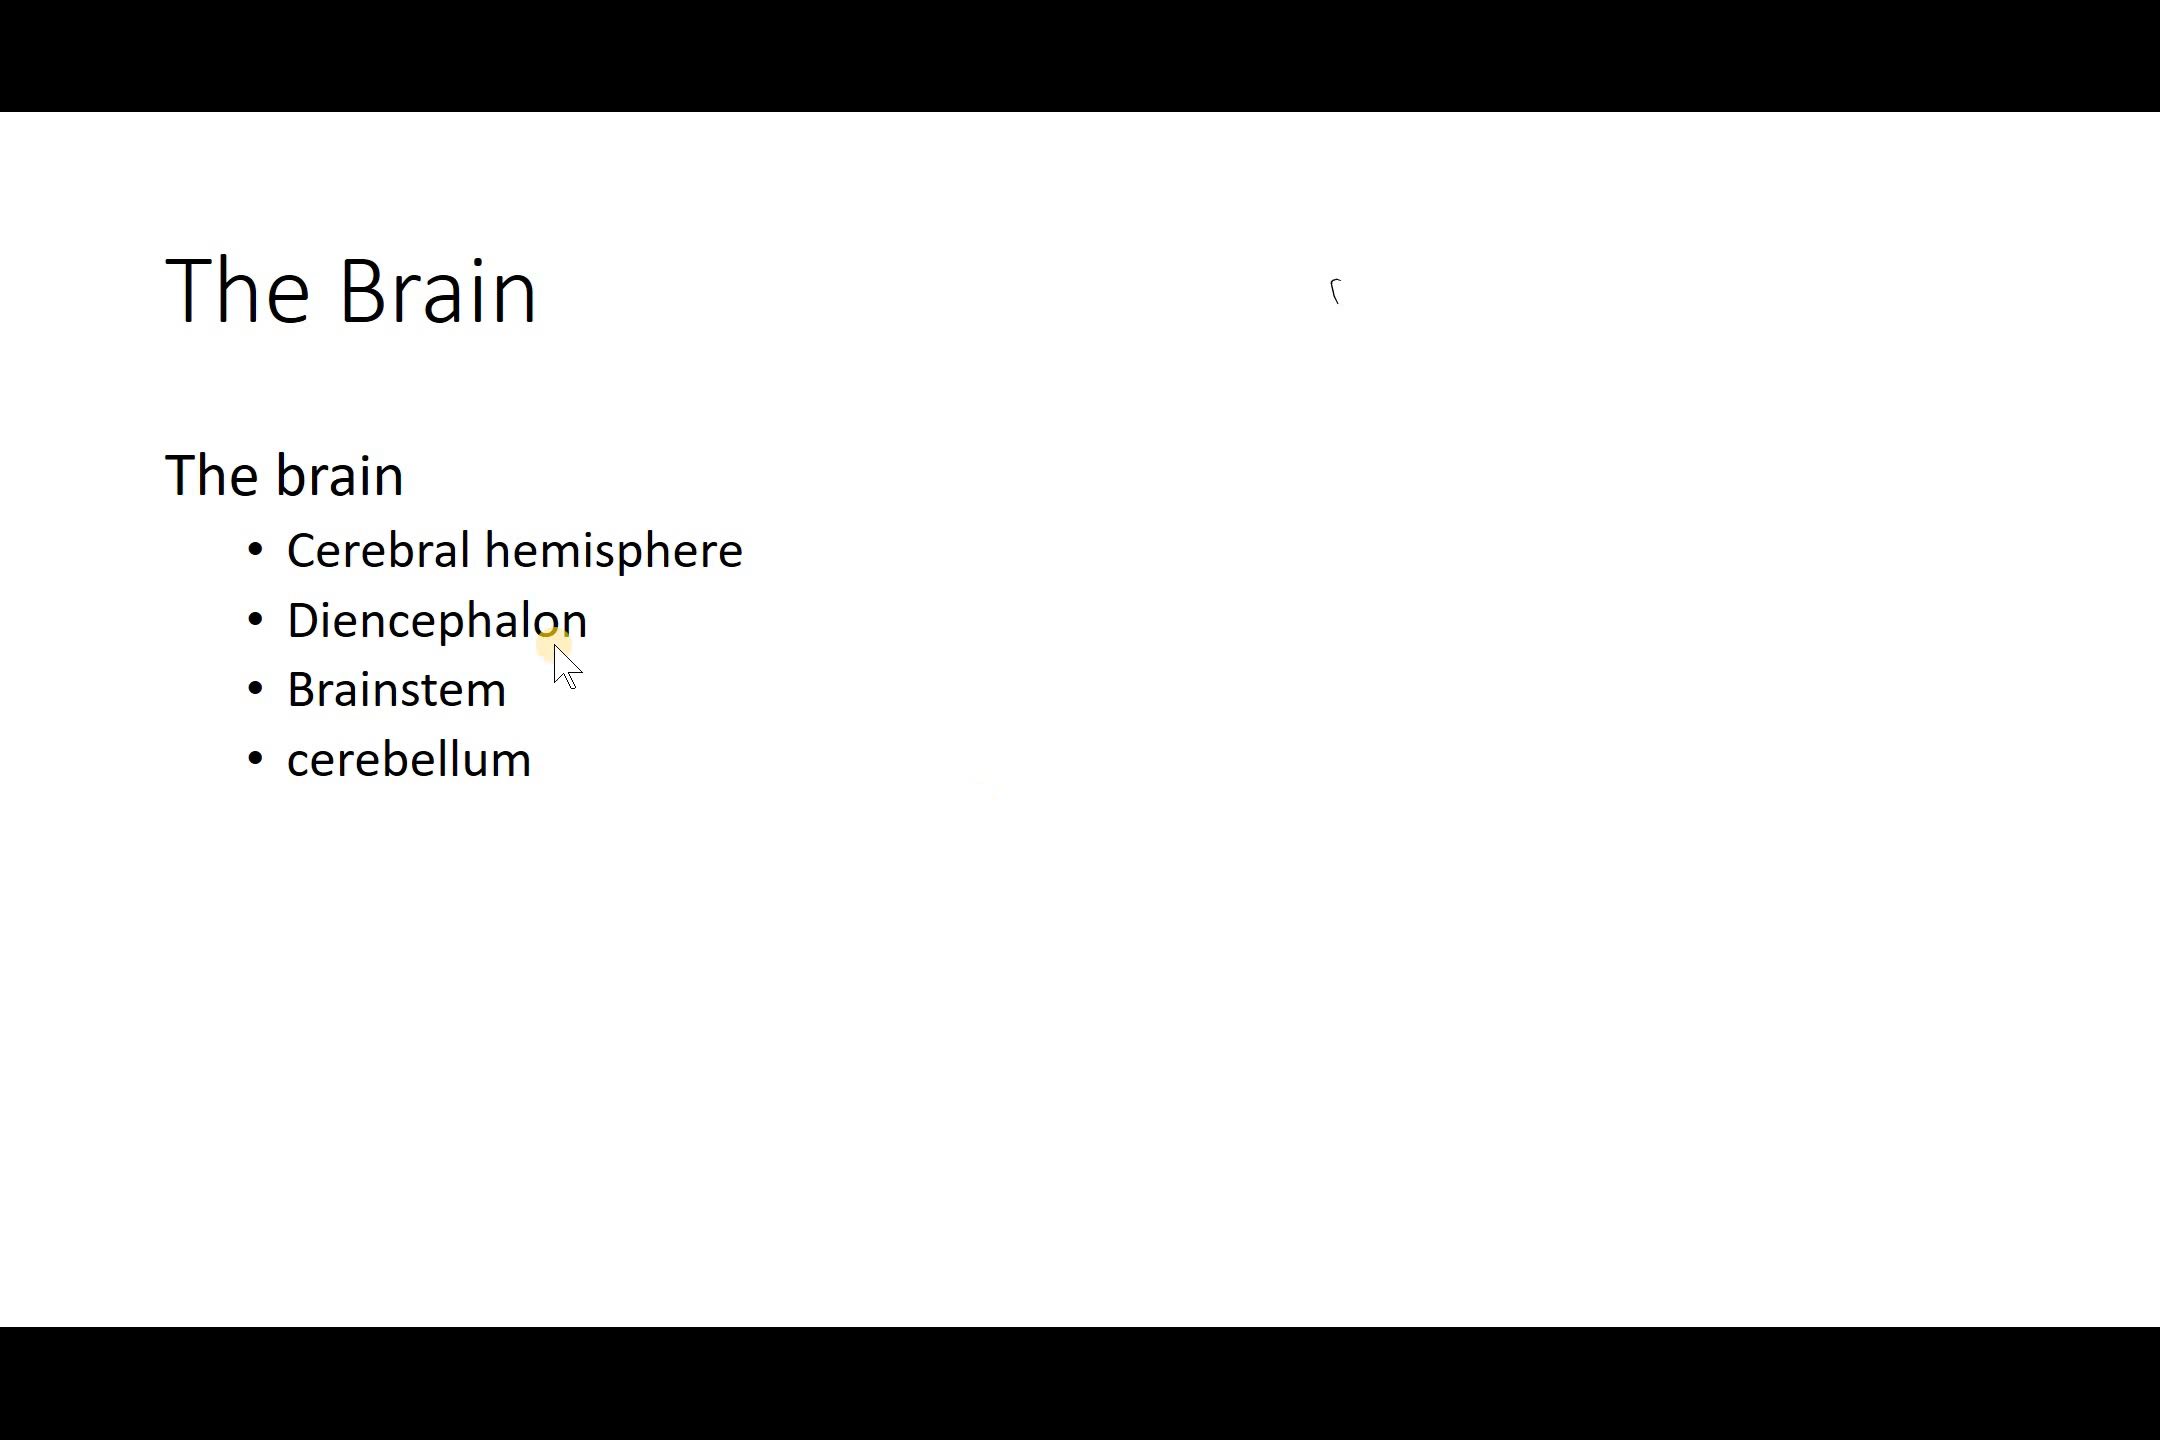 The Brain
The brain
• Cerebral hemisphere
• Diencephalon
• Brainstem
• cerebellum